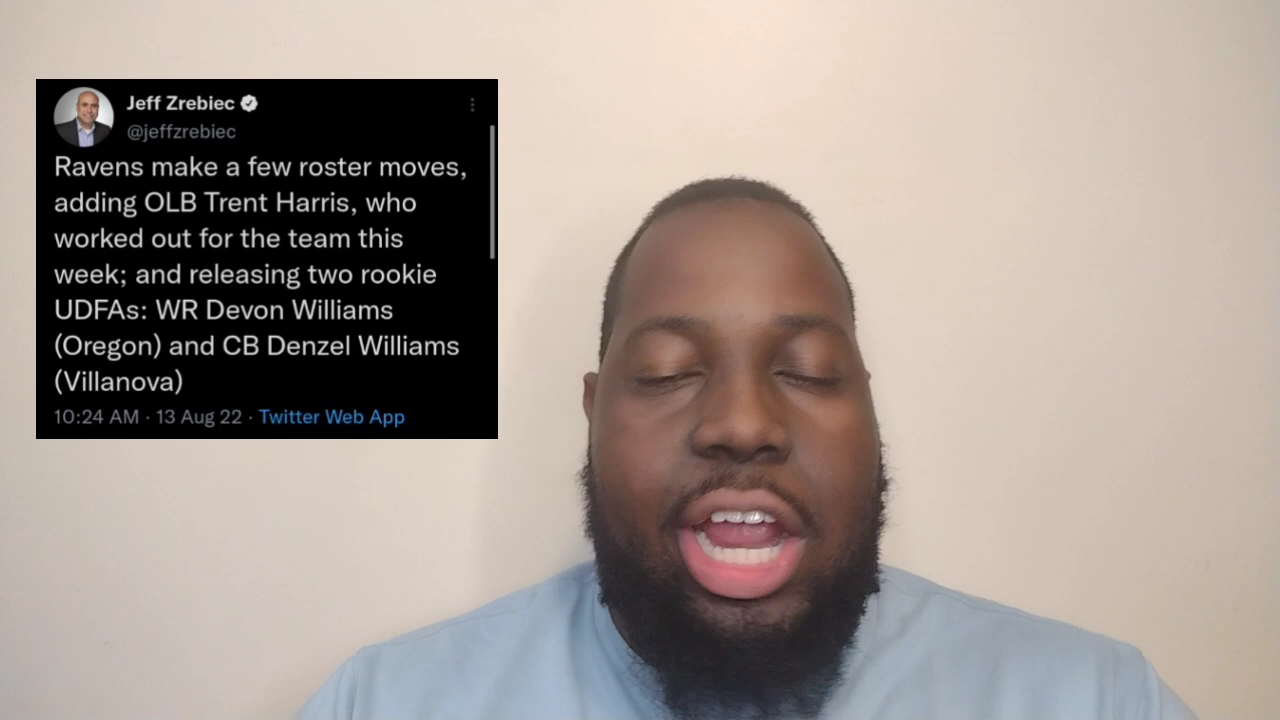 Jeff Zrebiec
@jeffzrebiec
Ravens make a few roster moves,
adding OLB Trent Harris, who
worked out for the team this
week; and releasing two rookie
UDFAs: WR Devon Williams
(Oregon) and CB Denzel Williams
(Villanova)
10:24 AM · 13 Aug 22 · Twitter Web App